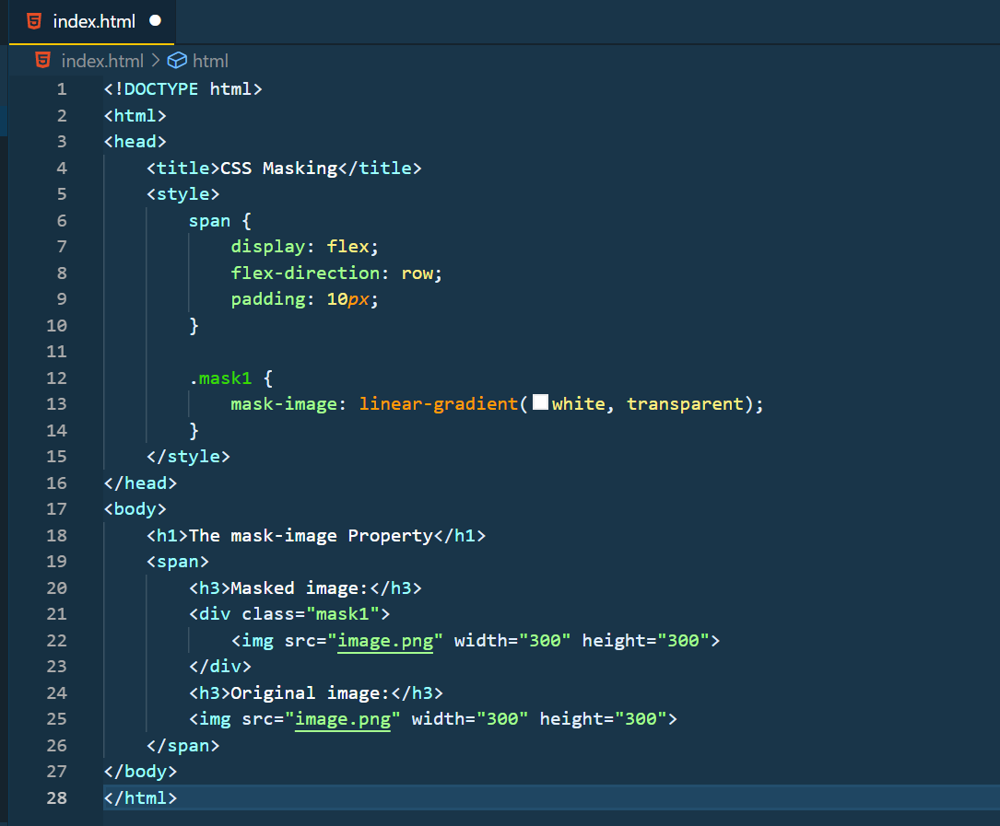 index.html
index.html > html
1 <!DOCTYPE html>
2 <html>
3 <head>
4     <title>CSS Masking</title>
5     <style>
6         span {
7             display: flex;
8             flex-direction: row;
9             padding: 10px;
10         }
11
12         .mask1 {
13             mask-image: linear-gradient(white, transparent);
14         }
15     </style>
16 </head>
17 <body>
18     <h1>The mask-image Property</h1>
19     <span>
20         <h3>Masked image:</h3>
21         <div class="mask1">
22             <img src="image.png" width="300" height="300">
23         </div>
24         <h3>Original image:</h3>
25         <img src="image.png" width="300" height="300">
26     </span>
27 </body>
28 </html>